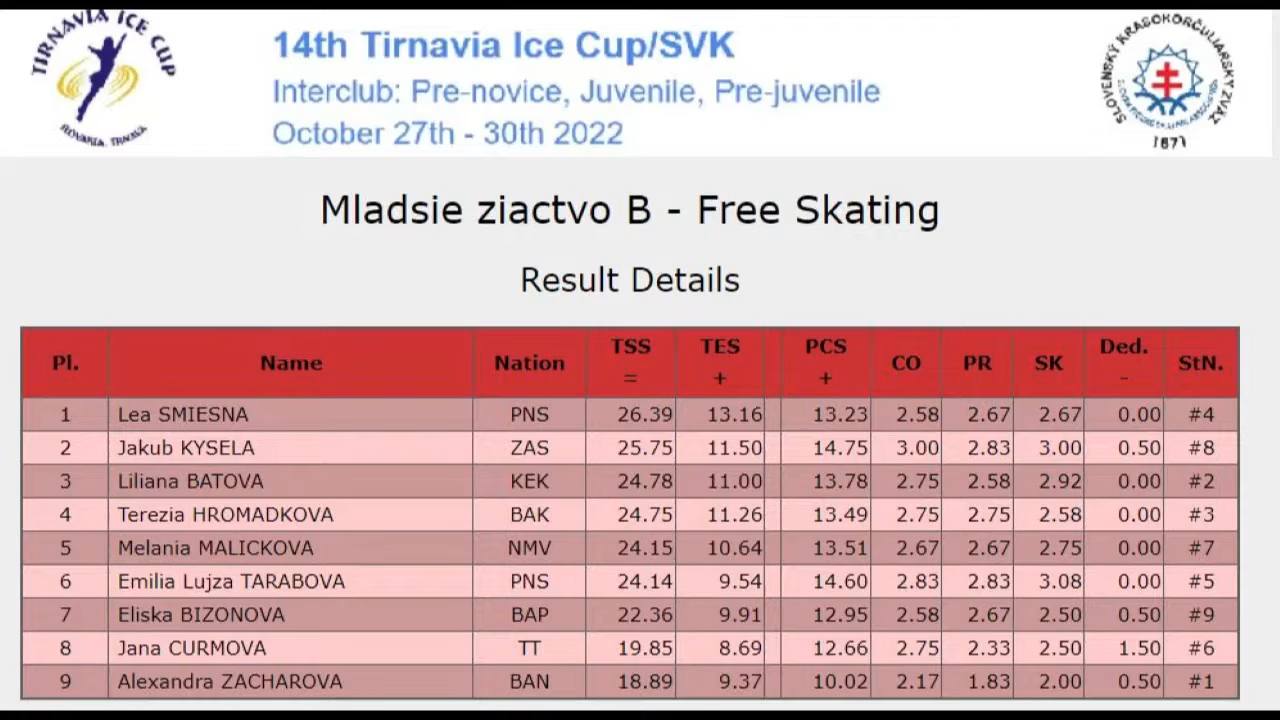 TIRNAVIA ICE CUP
SLOVAKIA, TRNAVA
14th Tirnavia Ice Cup/SVK
Interclub: Pre-novice, Juvenile, Pre-juvenile
October 27th - 30th 2022
SLOVENSKÝ KRASOKORČULIARSKY ZVÄZ
1871
Mladsie ziactvo B - Free Skating
Result Details
Pl. Name Nation TSS = TES + PCS + CO PR SK Ded. - StN.
1 Lea SMIESNA PNS 26.39 13.16 13.23 2.58 2.67 2.67 0.00 #4
2 Jakub KYSELA ZAS 25.75 11.50 14.75 3.00 2.83 3.00 0.50 #8
3 Liliana BATOVA KEK 24.78 11.00 13.78 2.75 2.58 2.92 0.00 #2
4 Terezia HROMADKOVA BAK 24.75 11.26 13.49 2.75 2.75 2.58 0.00 #3
5 Melania MALICKOVA NMV 24.15 10.64 13.51 2.67 2.67 2.75 0.00 #7
6 Emilia Lujza TARABOVA PNS 24.14 9.54 14.60 2.83 2.83 3.08 0.00 #5
7 Eliska BIZONOVA BAP 22.36 9.91 12.95 2.58 2.67 2.50 0.50 #9
8 Jana CURMOVA TT 19.85 8.69 12.66 2.75 2.33 2.50 1.50 #6
9 Alexandra ZACHAROVA BAN 18.89 9.37 10.02 2.17 1.83 2.00 0.50 #1